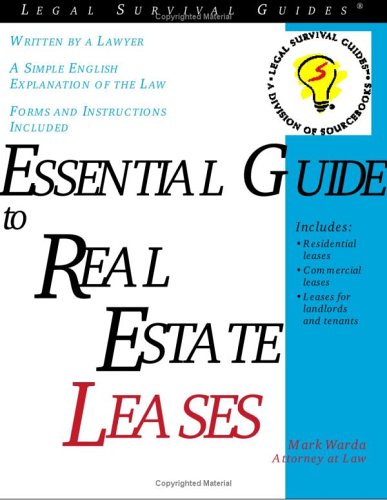 LEGAL SURVIVAL GUIDES®
Copyrighted Material
WRITTEN BY A LAWYER
A SIMPLE ENGLISH
EXPLANATION OF THE LAW
FORMS AND INSTRUCTIONS
INCLUDED
• LEGAL SURVIVAL GUIDES™ •
A DIVISION OF SOURCEBOOKS
ESSENTIAL GUIDE
to
REAL
ESTATE
LEASES
Includes:
• Residential
leases
• Commercial
leases
• Leases for
landlords
and tenants
Mark Warda
Attorney at Law
Copyrighted Material